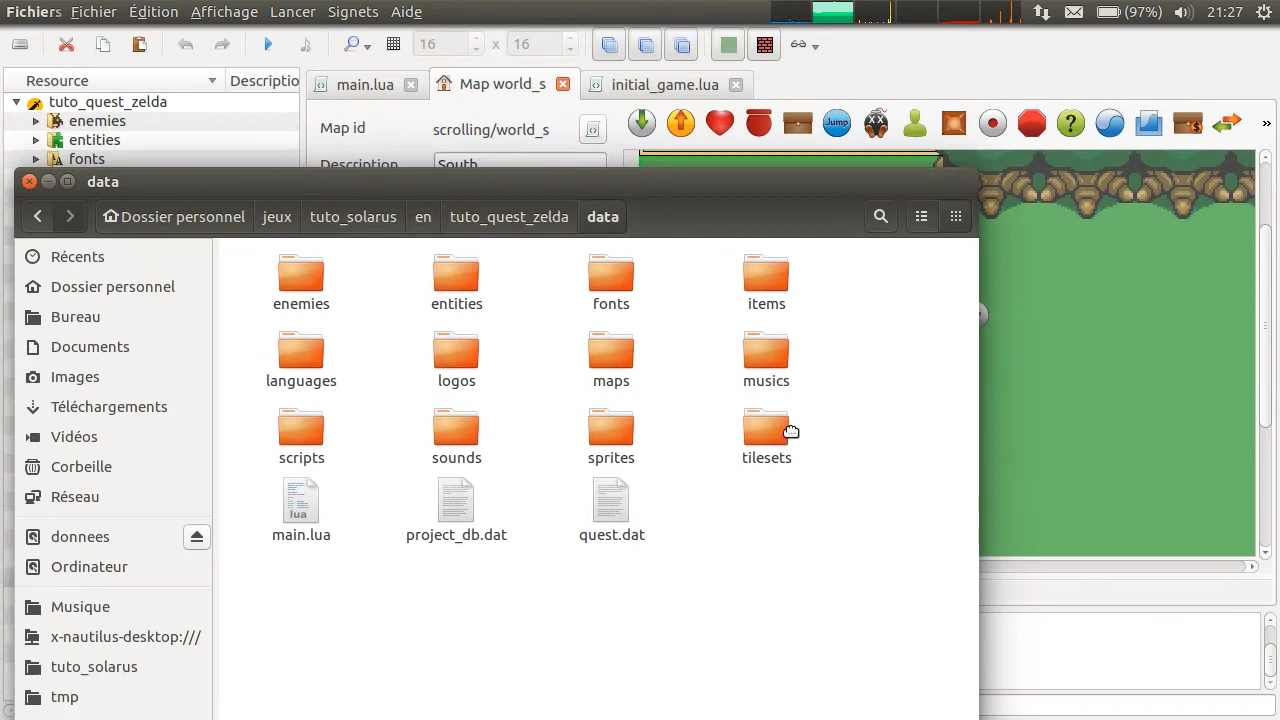 Fichiers Fichier Édition Affichage Lancer Signets Aide (97%) 21:27
16 x 16
Resource Descriptio
main.lua Map world_s initial_game.lua
tuto_quest_zelda
enemies
entities
fonts
Map id scrolling/world_s Jump
Description South
data
Dossier personnel jeux tuto_solarus en tuto_quest_zelda data
Récents
Dossier personnel
Bureau
Documents
Images
Téléchargements
Vidéos
Corbeille
Réseau
donnees
Ordinateur
Musique
x-nautilus-desktop:///
tuto_solarus
tmp
enemies entities fonts items
languages logos maps musics
scripts sounds sprites tilesets
lua
main.lua project_db.dat quest.dat